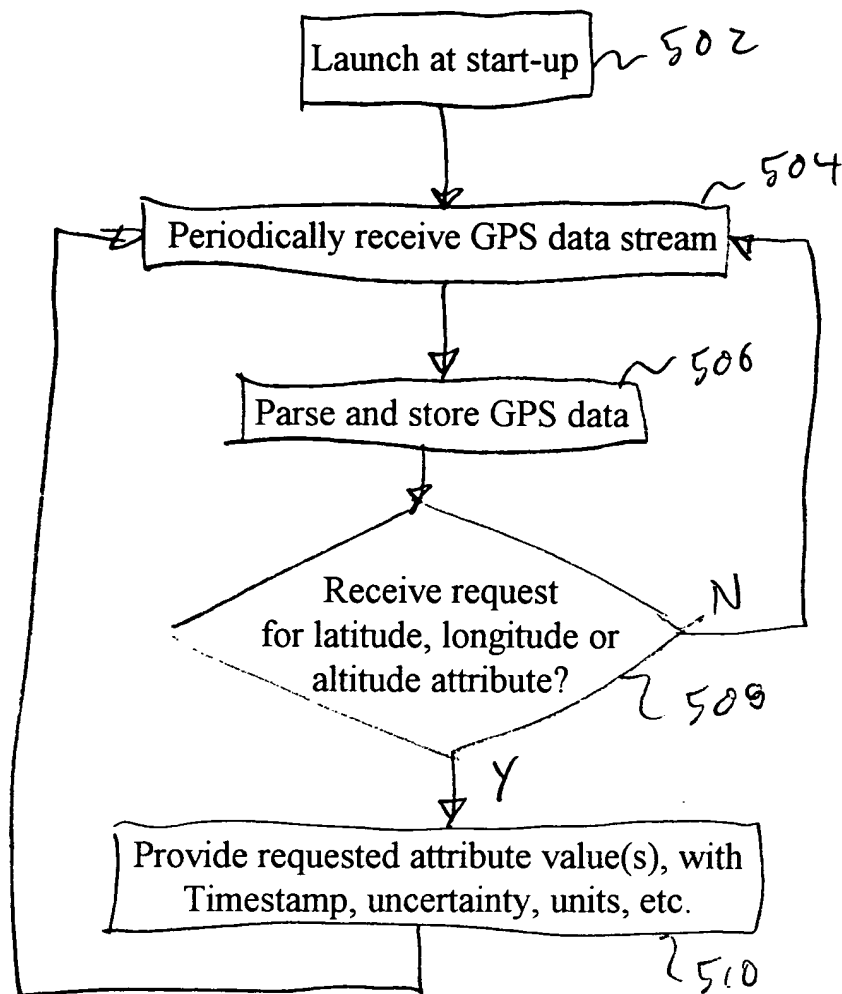 Launch at start-up
502
504
Periodically receive GPS data stream
506
Parse and store GPS data
Receive request
for latitude, longitude or
altitude attribute?
N
508
Y
Provide requested attribute value(s), with
Timestamp, uncertainty, units, etc.
510